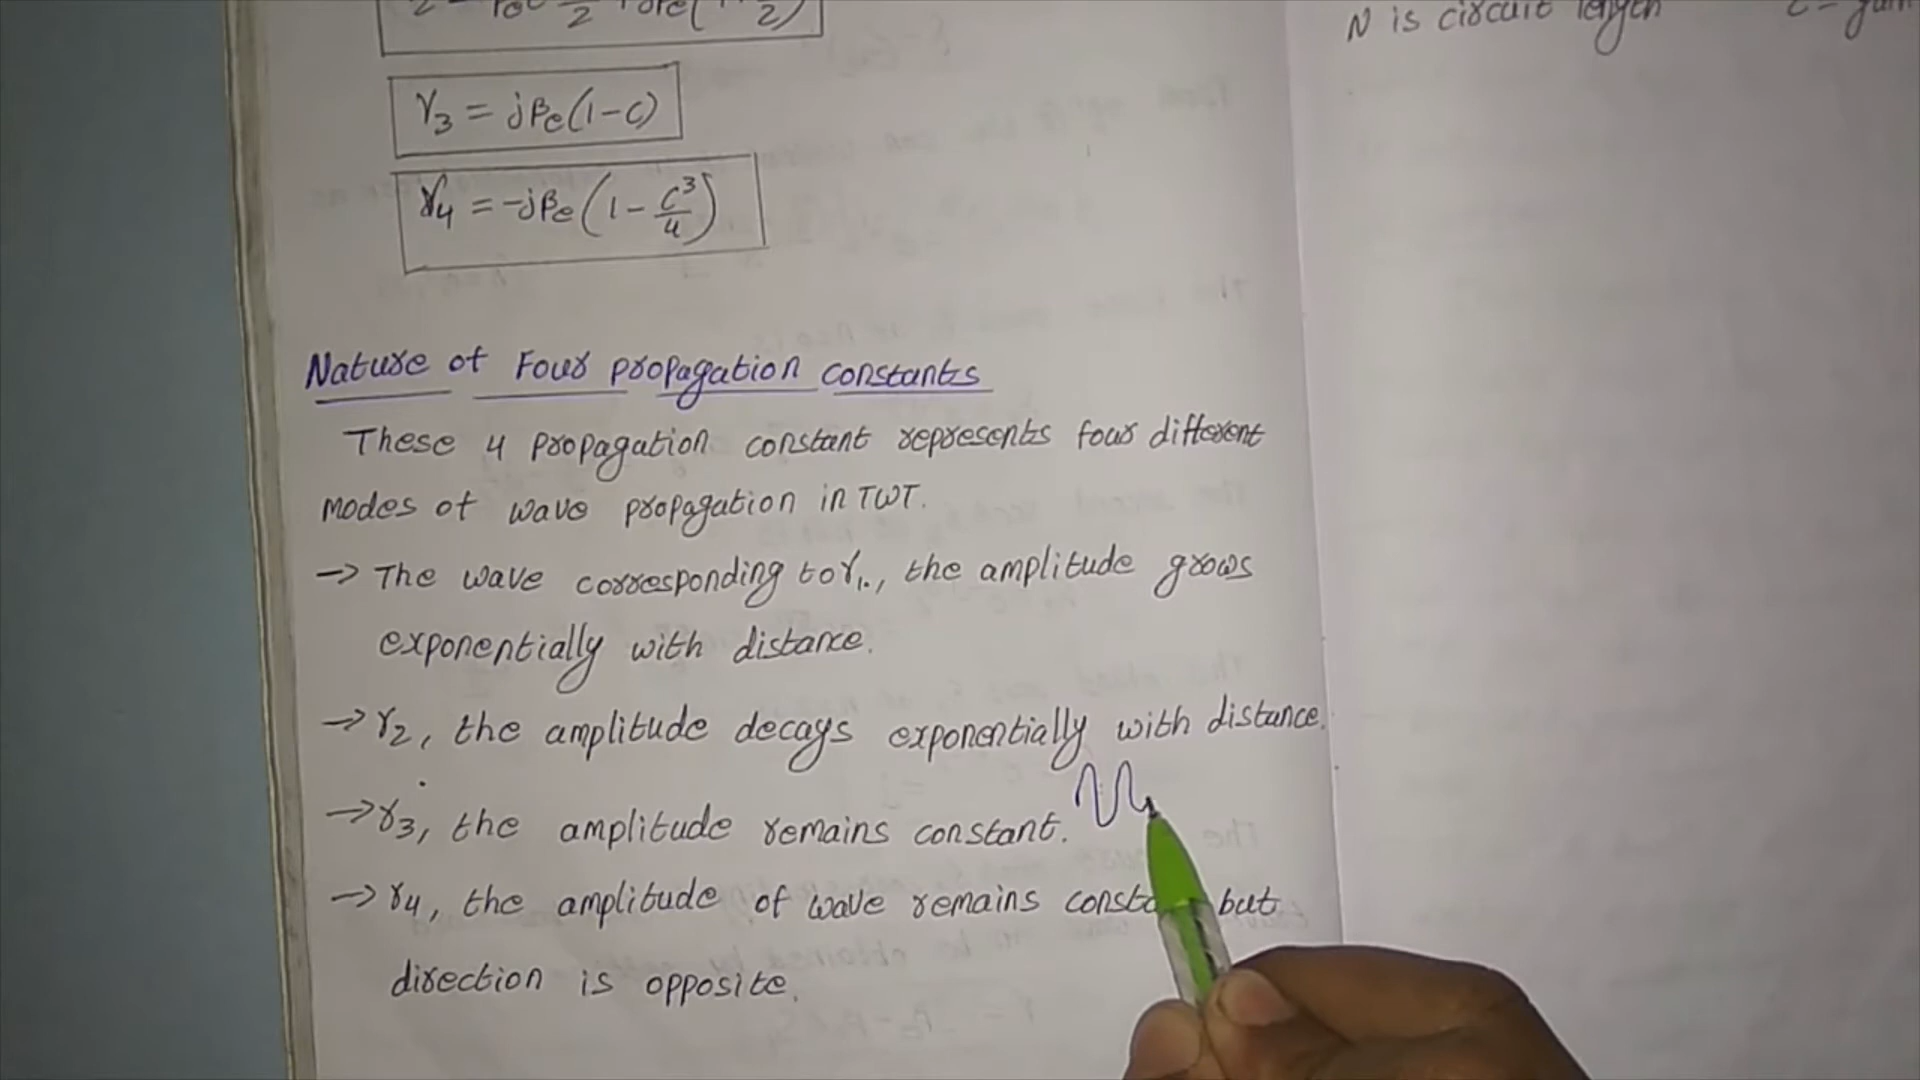 N is circuit length
γ3 = jβe(1-c)
γ4 = -jβe(1 - c³/4)
Nature of Four propagation constants
These 4 propagation constant represents four different
modes of wave propagation in TWT.
→ The wave corresponding to γ1., the amplitude grows
exponentially with distance.
→ γ2, the amplitude decays exponentially with distance.
→ γ3, the amplitude remains constant.
→ γ4, the amplitude of wave remains but
direction is opposite.